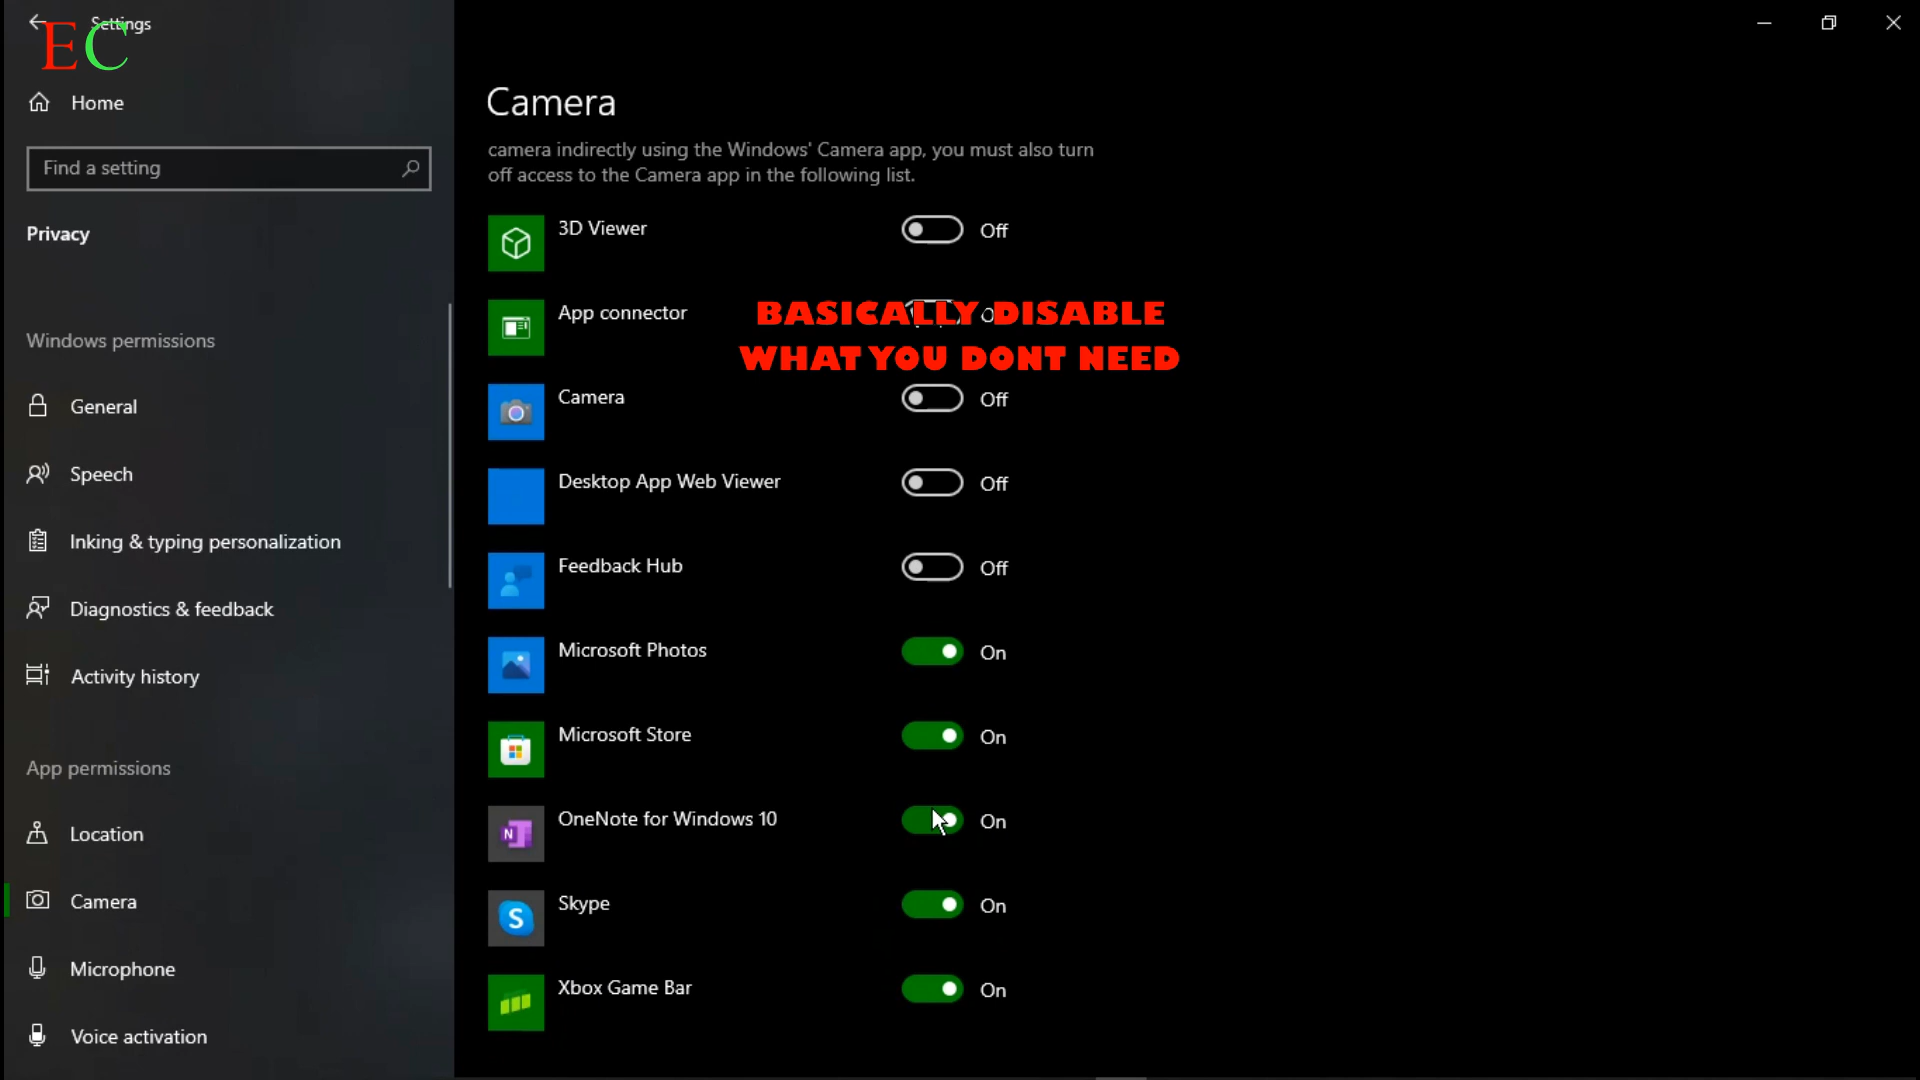 Settings
EC
Home
Find a setting
Privacy
Windows permissions
General
Speech
Inking & typing personalization
Diagnostics & feedback
Activity history
App permissions
Location
Camera
Microphone
Voice activation
Camera
camera indirectly using the Windows' Camera app, you must also turn
off access to the Camera app in the following list.
3D Viewer Off
App connector
BASICALLY DISABLE
WHAT YOU DONT NEED
Camera Off
Desktop App Web Viewer Off
Feedback Hub Off
Microsoft Photos On
Microsoft Store On
OneNote for Windows 10 On
Skype On
Xbox Game Bar On